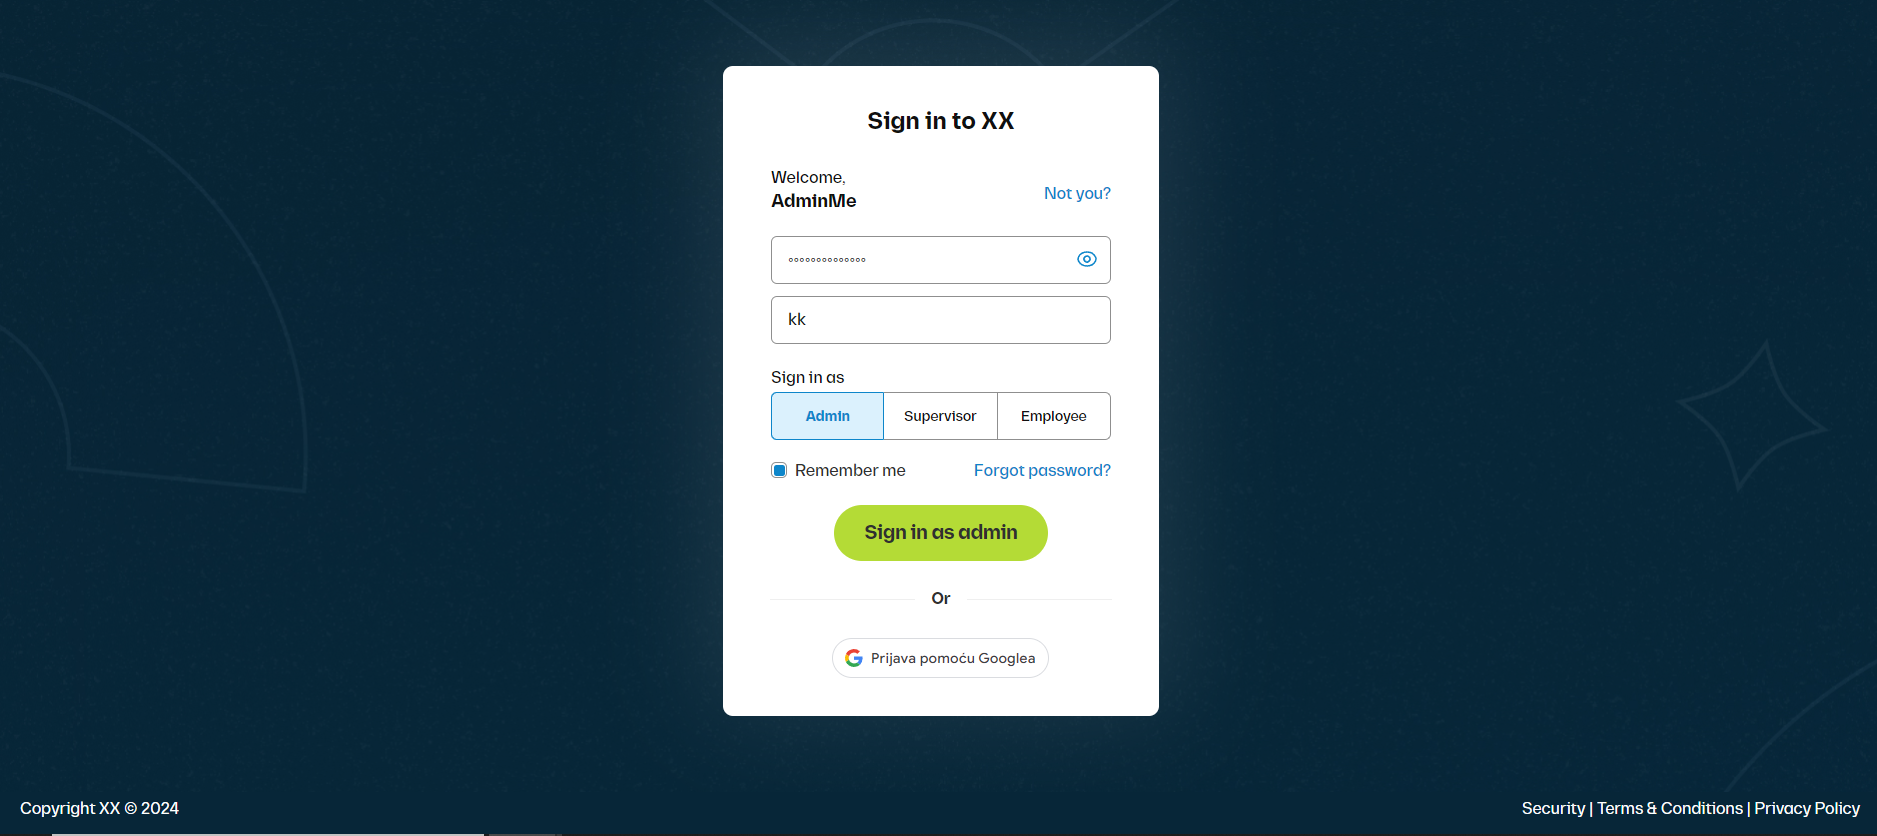 Sign in to XX
Welcome,
AdminMe
Not you?
kk
Sign in as
Admin Supervisor Employee
Remember me Forgot password?
Sign in as admin
Or
Prijava pomoću Googlea
Copyright XX © 2024 Security | Terms & Conditions | Privacy Policy